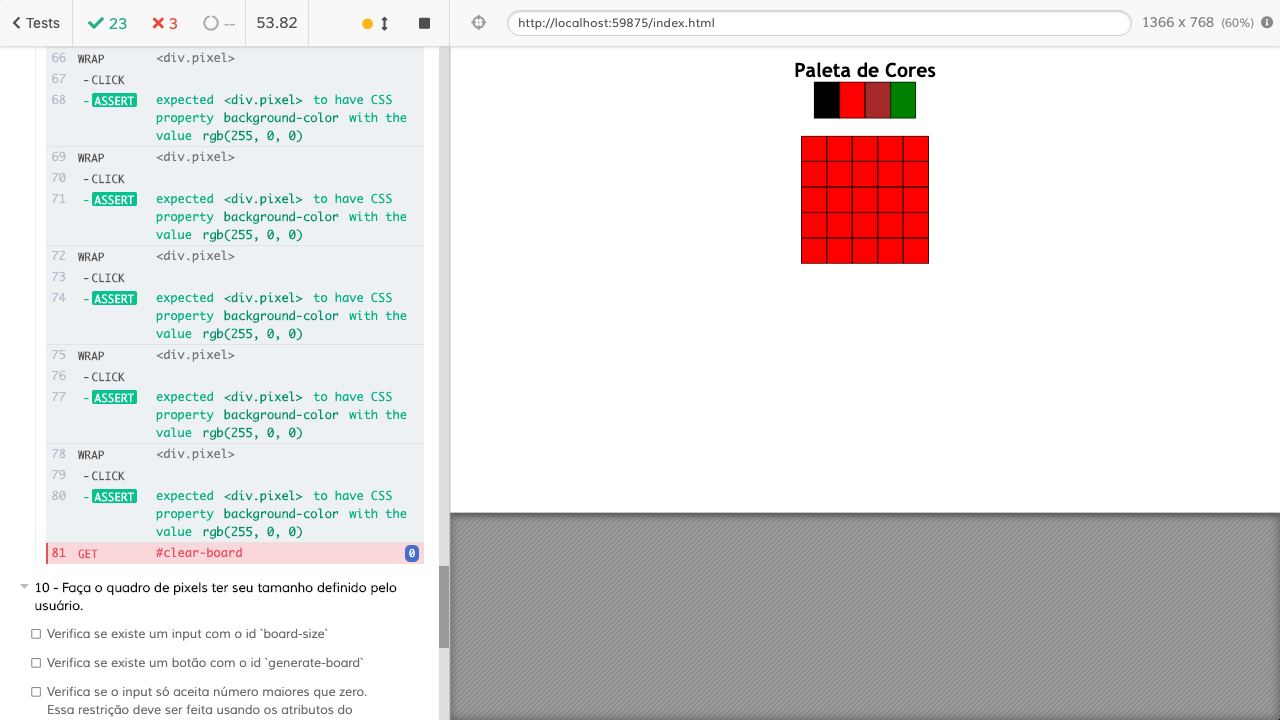 Tests 23 3 -- 53.82
http://localhost:59875/index.html 1366 x 768 (60%)
66 WRAP <div.pixel>
67 -CLICK
68 -ASSERT expected <div.pixel> to have CSS
property background-color with the
value rgb(255, 0, 0)
69 WRAP <div.pixel>
70 -CLICK
71 -ASSERT expected <div.pixel> to have CSS
property background-color with the
value rgb(255, 0, 0)
72 WRAP <div.pixel>
73 -CLICK
74 -ASSERT expected <div.pixel> to have CSS
property background-color with the
value rgb(255, 0, 0)
75 WRAP <div.pixel>
76 -CLICK
77 -ASSERT expected <div.pixel> to have CSS
property background-color with the
value rgb(255, 0, 0)
78 WRAP <div.pixel>
79 -CLICK
80 -ASSERT expected <div.pixel> to have CSS
property background-color with the
value rgb(255, 0, 0)
81 GET #clear-board 0
10 - Faça o quadro de pixels ter seu tamanho definido pelo
usuário.
Verifica se existe um input com o id `board-size`
Verifica se existe um botão com o id `generate-board`
Verifica se o input só aceita número maiores que zero.
Essa restrição deve ser feita usando os atributos do
Paleta de Cores